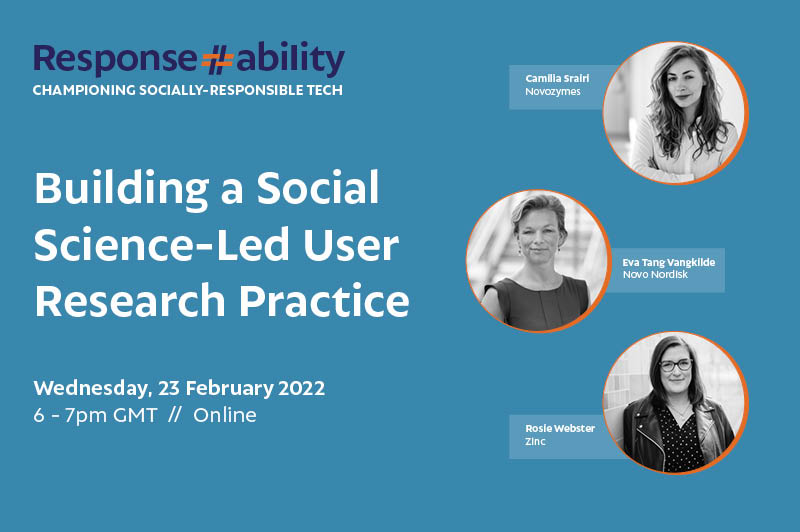 Response#ability
CHAMPIONING SOCIALLY-RESPONSIBLE TECH
Building a Social
Science-Led User
Research Practice
Wednesday, 23 February 2022
6 - 7pm GMT // Online
Camilla Srairi
Novozymes
Eva Tang Vangkilde
Novo Nordisk
Rosie Webster
Zinc